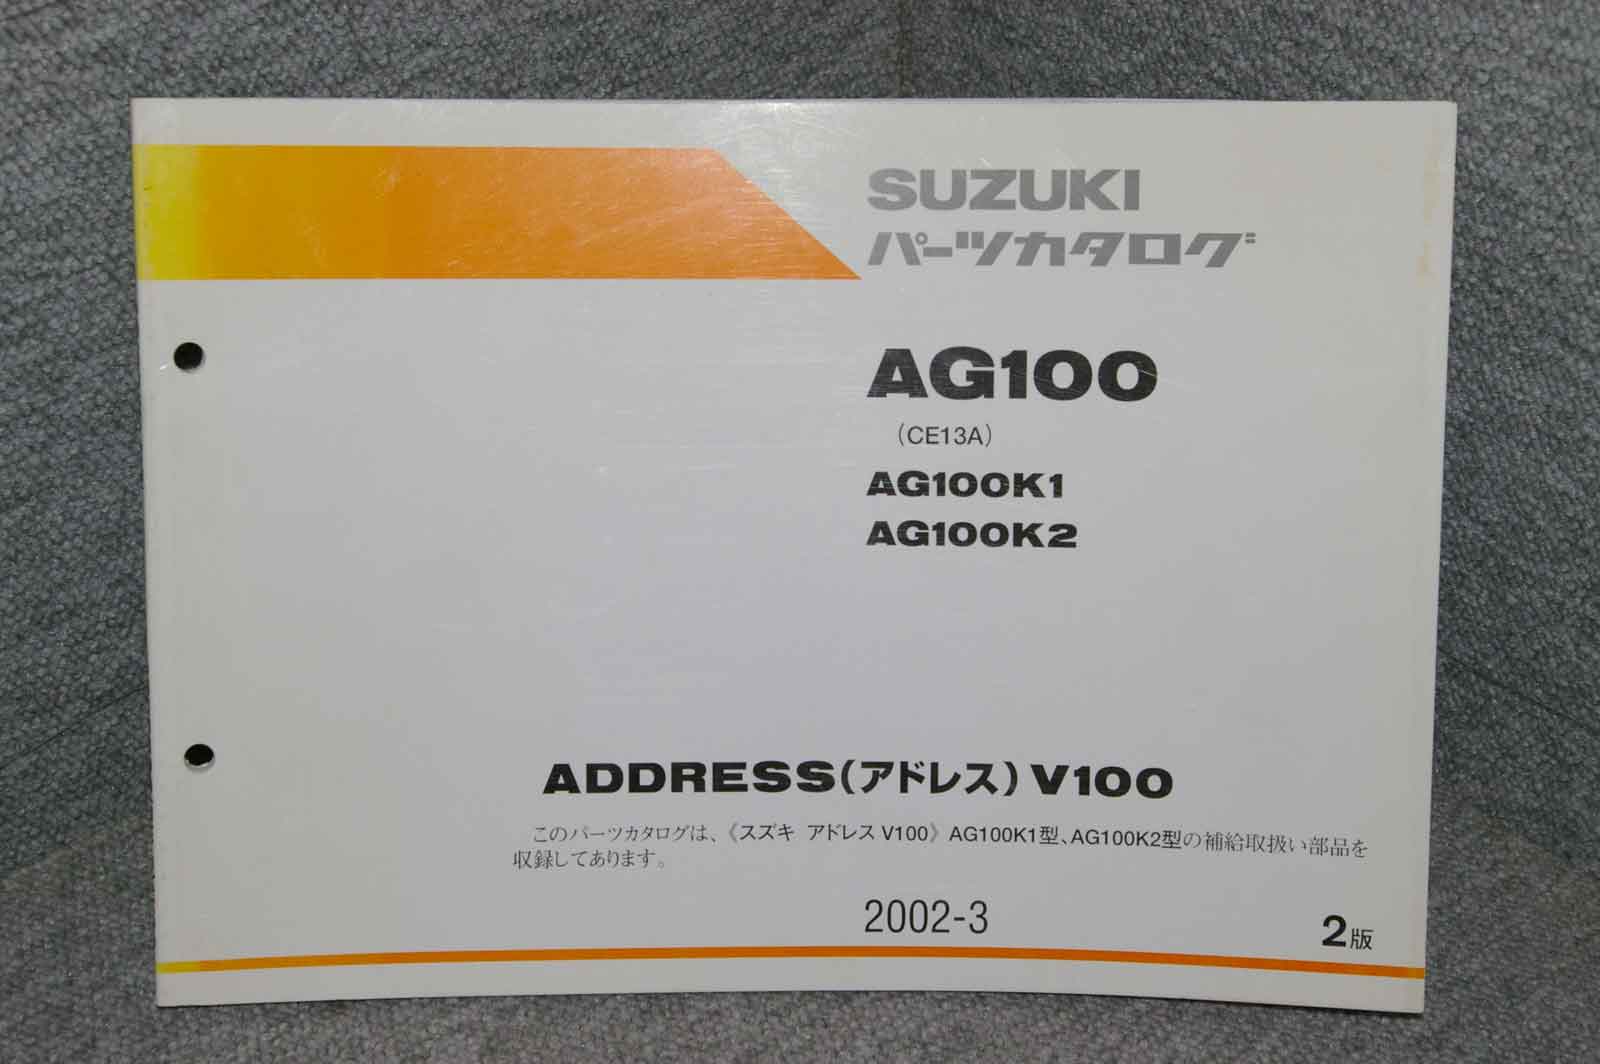 SUZUKI
パーツカタログ
AG100
(CE13A)
AG100K1
AG100K2
ADDRESS(アドレス) V100
このパーツカタログは、《スズキ アドレス V100》 AG100K1型、AG100K2型の補給取扱い部品を
収録してあります。
2002-3
2版